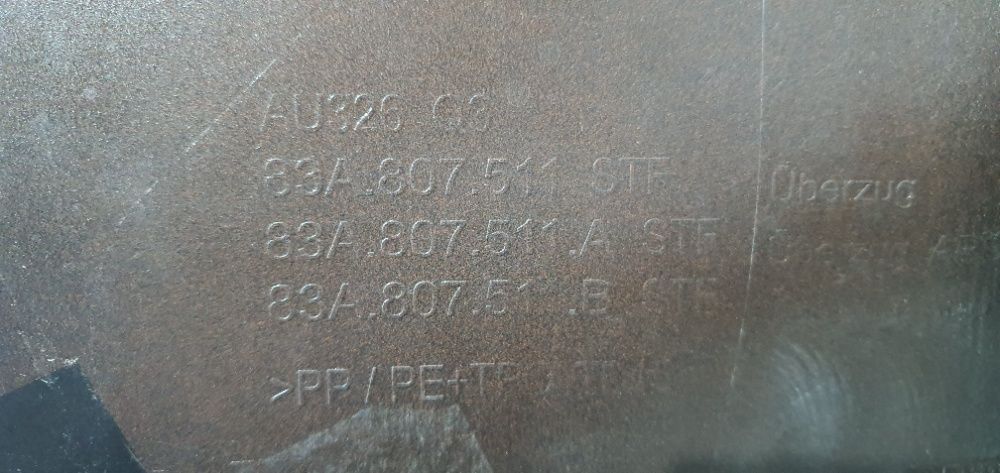 AU326 Q3
83A.807.511 STF Überzug
83A.807.511.A STF
83A.807.511.B STF
>PP/PE+